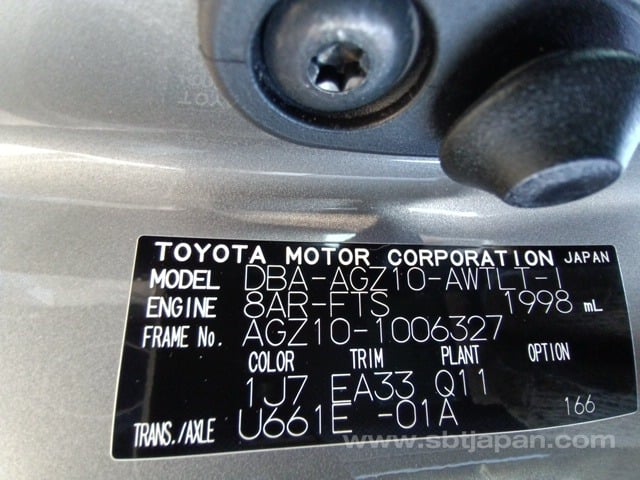 TOYOTA MOTOR CORPORATION JAPAN
MODEL DBA-AGZ10-AWTLT-I
ENGINE 8AR-FTS 1998 mL
FRAME No. AGZ10-1006327
COLOR TRIM PLANT OPTION
1J7 EA33 Q11
TRANS./AXLE U661E -01A 166
www.sbtjapan.com